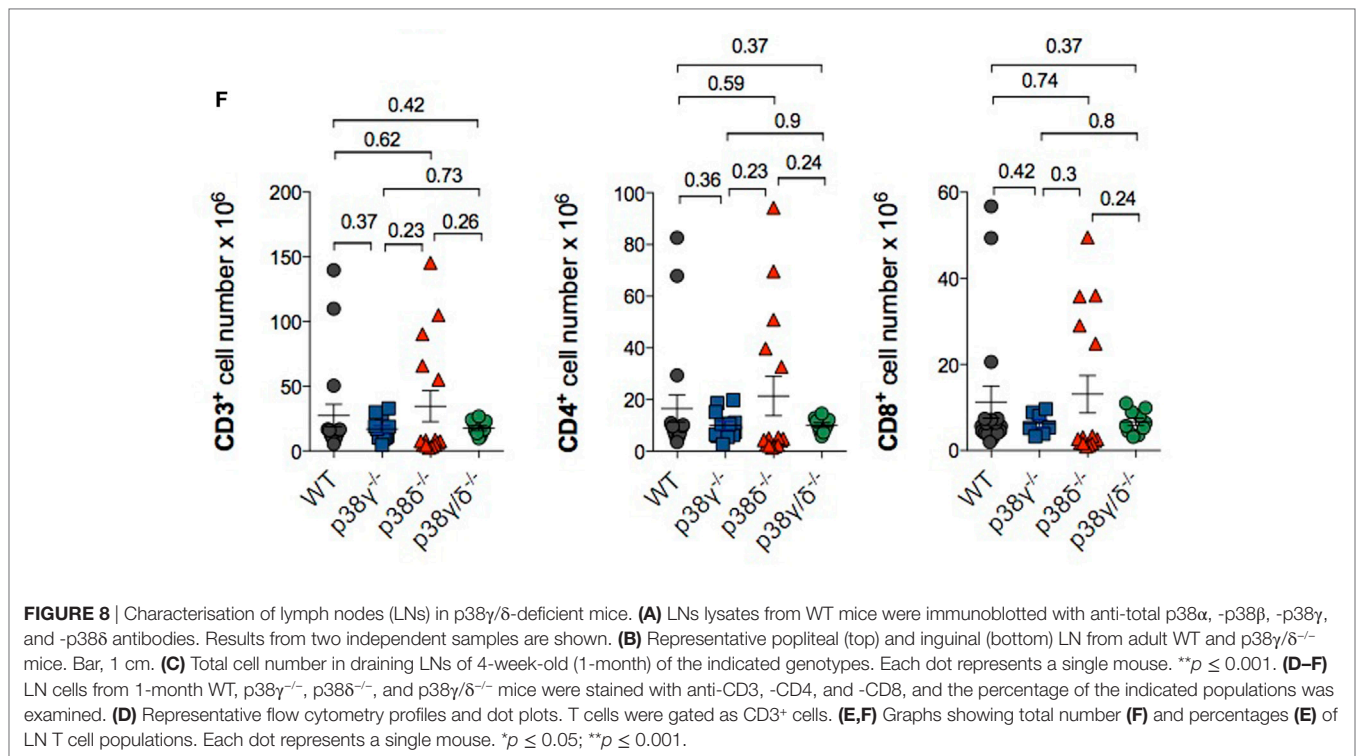 F
0.42
0.62
0.73
0.37
0.23
0.26
CD3+ cell number x 10^6
200
150
100
50
0
WT
p38γ-/-
p38δ-/-
p38γ/δ-/-
0.37
0.59
0.9
0.36
0.23
0.24
CD4+ cell number x 10^6
100
80
60
40
20
0
WT
p38γ-/-
p38δ-/-
p38γ/δ-/-
0.37
0.74
0.8
0.42
0.3
0.24
CD8+ cell number x 10^6
60
40
20
0
WT
p38γ-/-
p38δ-/-
p38γ/δ-/-
FIGURE 8 | Characterisation of lymph nodes (LNs) in p38γ/δ-deficient mice. (A) LNs lysates from WT mice were immunoblotted with anti-total p38α, -p38β, -p38γ,
and -p38δ antibodies. Results from two independent samples are shown. (B) Representative popliteal (top) and inguinal (bottom) LN from adult WT and p38γ/δ−/−
mice. Bar, 1 cm. (C) Total cell number in draining LNs of 4-week-old (1-month) of the indicated genotypes. Each dot represents a single mouse. **p ≤ 0.001. (D–F)
LN cells from 1-month WT, p38γ−/−, p38δ−/−, and p38γ/δ−/− mice were stained with anti-CD3, -CD4, and -CD8, and the percentage of the indicated populations was
examined. (D) Representative flow cytometry profiles and dot plots. T cells were gated as CD3+ cells. (E,F) Graphs showing total number (F) and percentages (E) of
LN T cell populations. Each dot represents a single mouse. *p ≤ 0.05; **p ≤ 0.001.